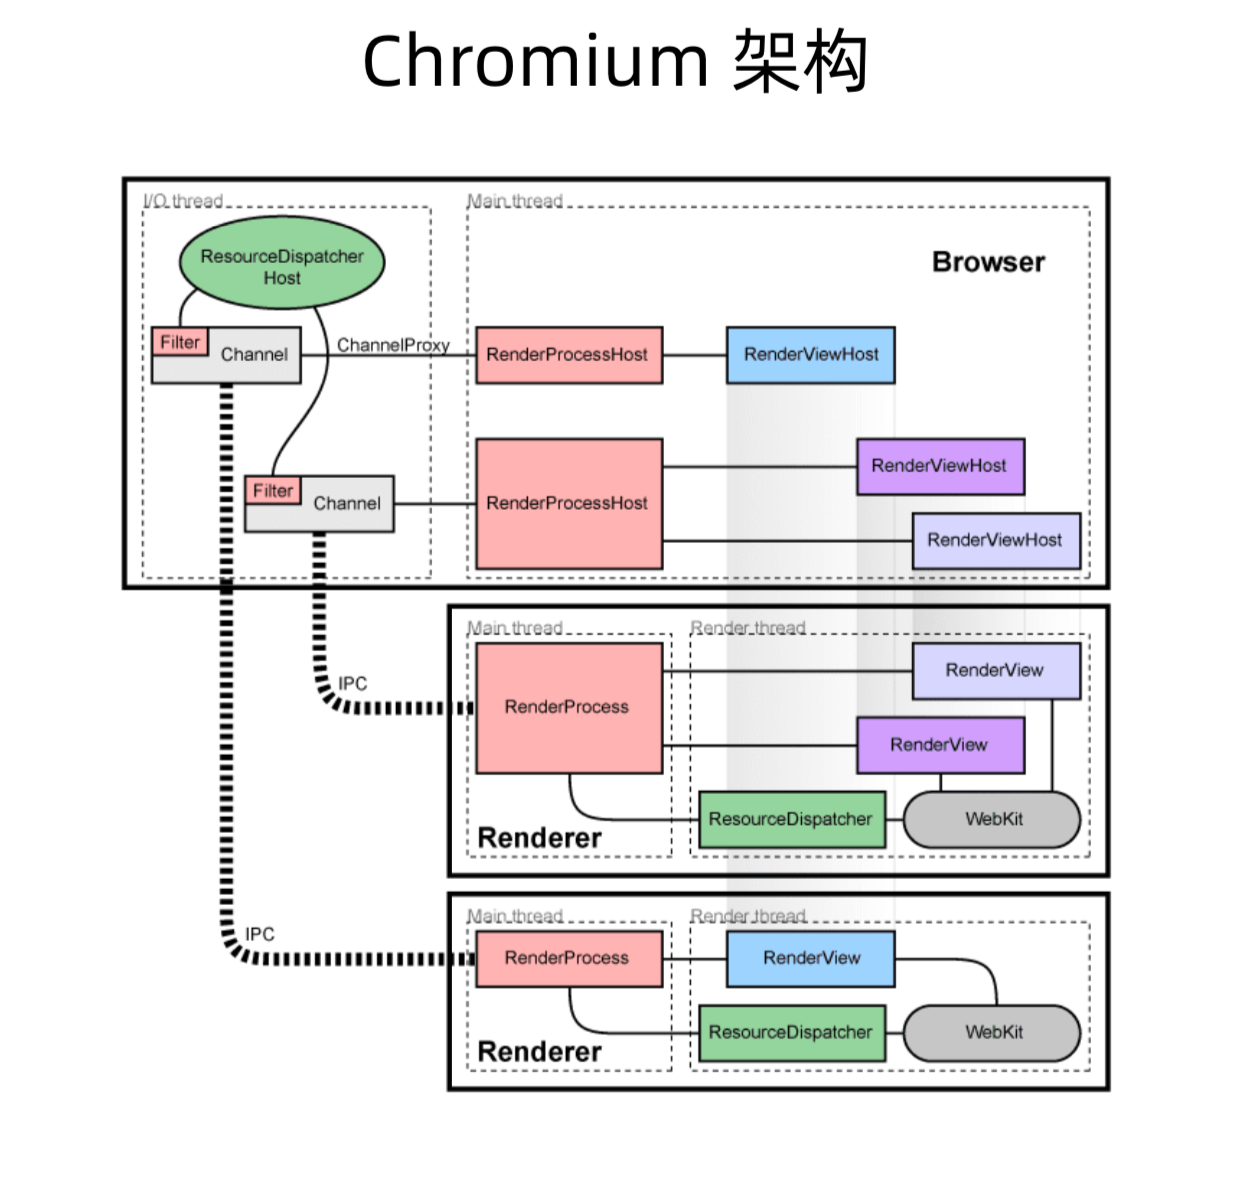 Chromium 架构
I/O thread
Main thread
ResourceDispatcher
Host
Browser
Filter
Channel
ChannelProxy
RenderProcessHost
RenderViewHost
RenderViewHost
Filter
Channel
RenderProcessHost
RenderViewHost
Main thread
Render thread
RenderView
IPC
RenderProcess
RenderView
ResourceDispatcher
WebKit
Renderer
Main thread
Render thread
IPC
RenderProcess
RenderView
ResourceDispatcher
WebKit
Renderer